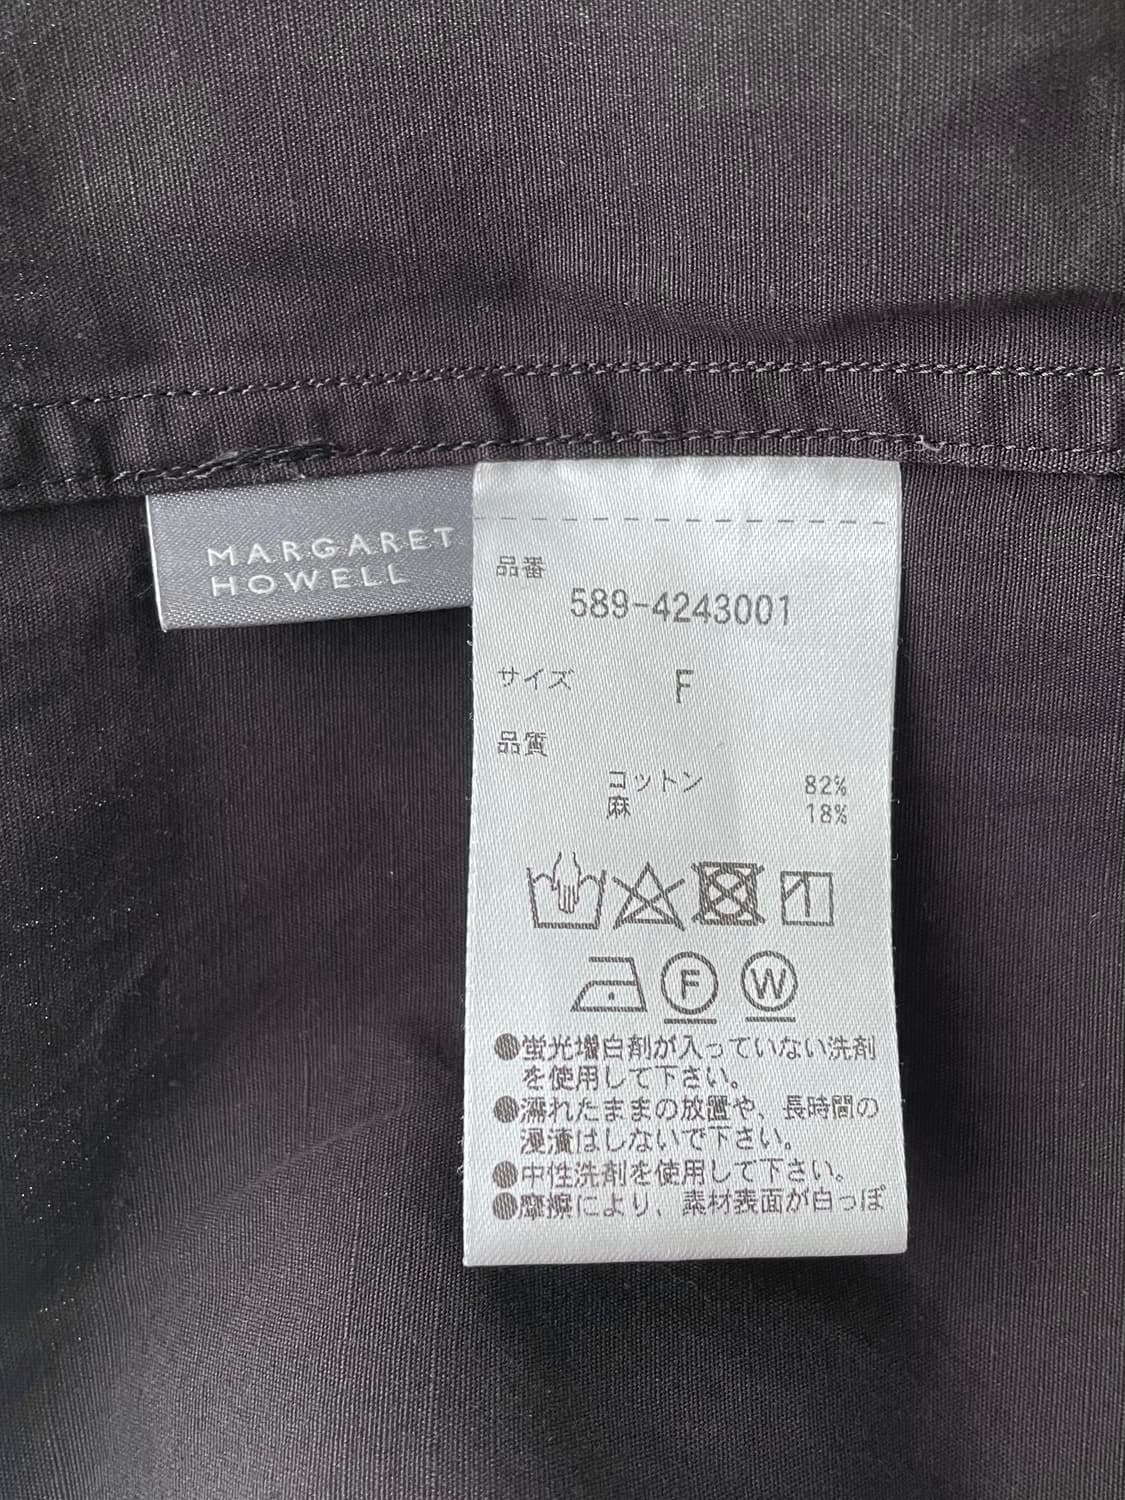 MARGARET
HOWELL
品番
589-4243001
サイズ F
品質
コットン 82%
麻 18%
F W
●蛍光増白剤が入っていない洗剤
を使用して下さい。
●濡れたままの放置や、長時間の
浸漬はしないで下さい。
●中性洗剤を使用して下さい。
●摩擦により、素材表面が白っぽ